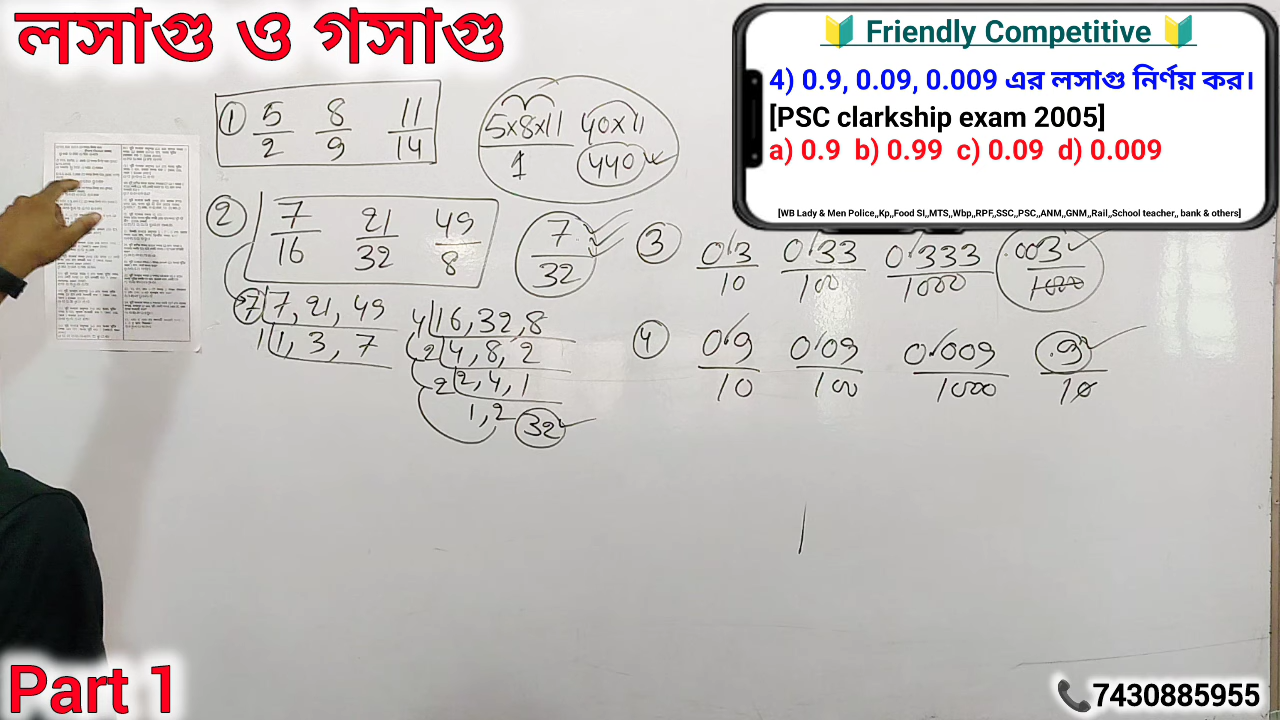 লসাগু ও গসাগু
🔰 Friendly Competitive 🔰
4) 0.9, 0.09, 0.009 এর লসাগু নির্ণয় কর।
[PSC clarkship exam 2005]
a) 0.9 b) 0.99 c) 0.09 d) 0.009
[WB Lady & Men Police,,Kp,,Food SI,,MTS,,Wbp,,RPF,,SSC,,PSC,,ANM,,GNM,,Rail,,School teacher,, bank & others]
① 5/2 8/9 11/14
5x8x11/1 40x11
440
② 7/16 21/32 49/8
7/32
7 | 7, 21, 49
1 | 1, 3, 7
4 | 16, 32, 8
2 | 4, 8, 2
2 | 2, 4, 1
1, 2 32
③ 0.3/10 0.33/100 0.333/1000 .003/1000
④ 0.9/10 0.09/100 0.009/1000 .9/10
Part 1
📞7430885955